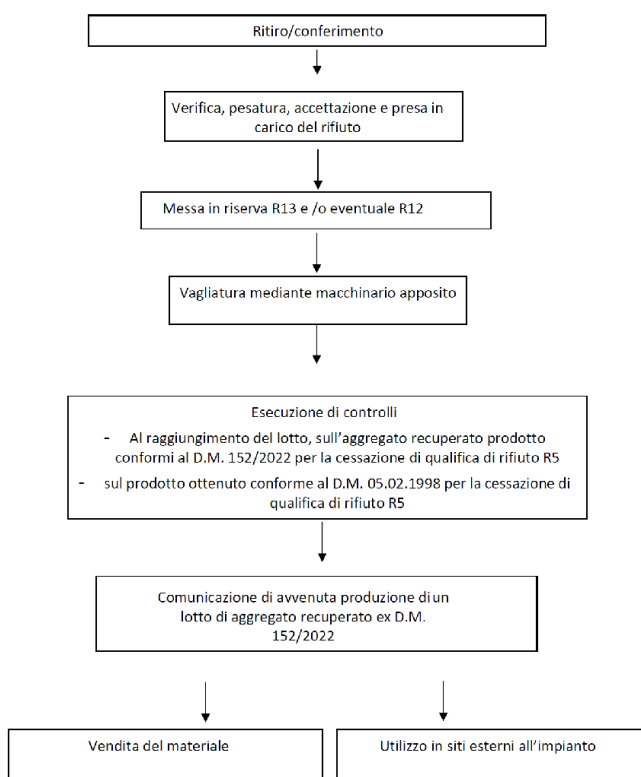 Ritiro/conferimento
Verifica, pesatura, accettazione e presa in
carico del rifiuto
Messa in riserva R13 e /o eventuale R12
Vagliatura mediante macchinario apposito
Esecuzione di controlli
- Al raggiungimento del lotto, sull'aggregato recuperato prodotto
conformi al D.M. 152/2022 per la cessazione di qualifica di rifiuto R5
- sul prodotto ottenuto conforme al D.M. 05.02.1998 per la cessazione di
qualifica di rifiuto R5
Comunicazione di avvenuta produzione di un
lotto di aggregato recuperato ex D.M.
152/2022
Vendita del materiale
Utilizzo in siti esterni all'impianto